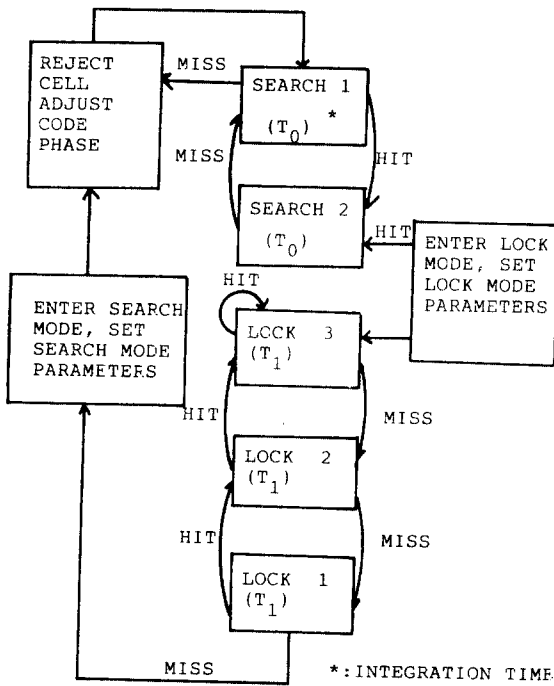 REJECT
CELL
ADJUST
CODE
PHASE
MISS
SEARCH 1
(T0) *
MISS
HIT
SEARCH 2
(T0)
HIT
ENTER LOCK
MODE, SET
LOCK MODE
PARAMETERS
ENTER SEARCH
MODE, SET
SEARCH MODE
PARAMETERS
HIT
LOCK 3
(T1)
HIT
MISS
LOCK 2
(T1)
HIT
MISS
LOCK 1
(T1)
MISS
*:INTEGRATION TIME